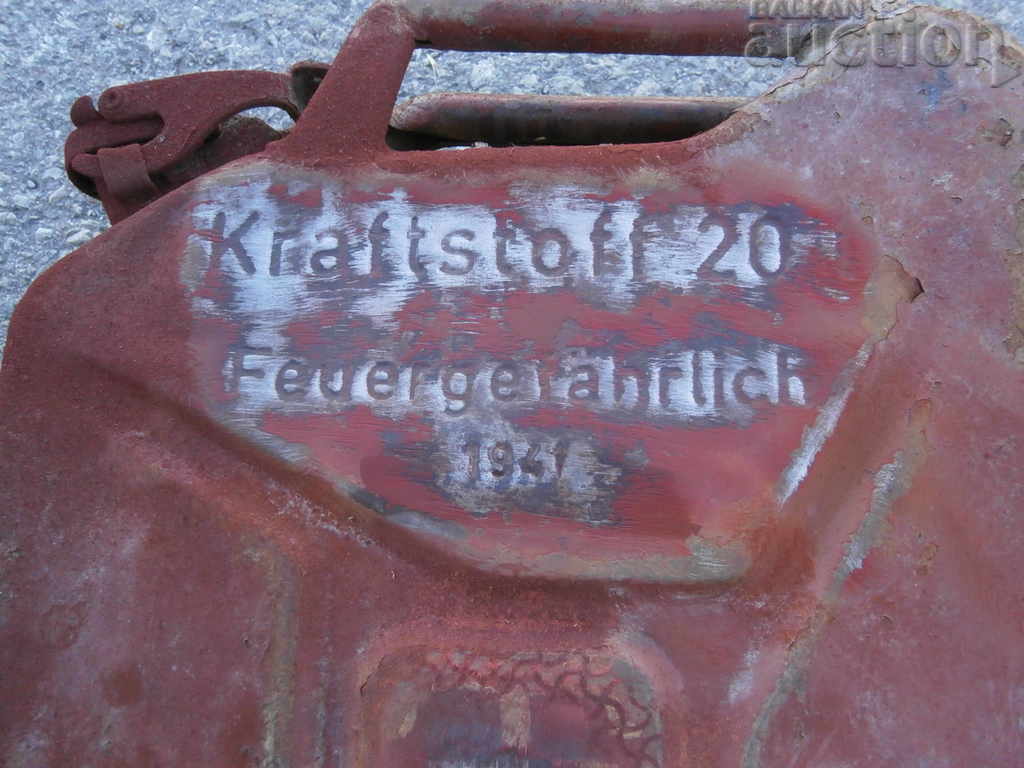 BALKAN
auction
Kraftstoff 20
Feuergefährlich
1941